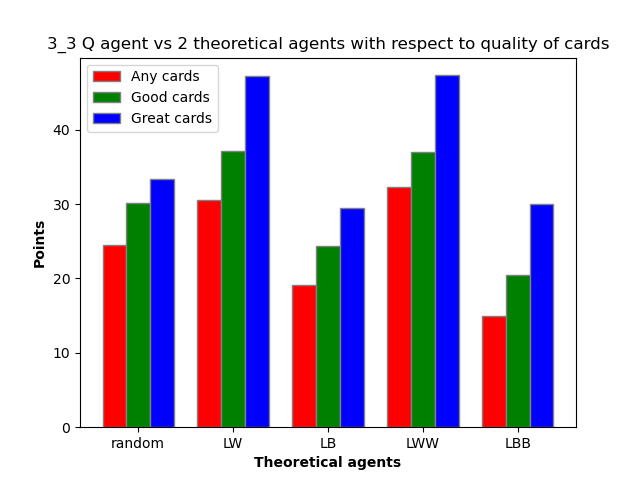 3_3 Q agent vs 2 theoretical agents with respect to quality of cards
Any cards
Good cards
Great cards
40
30
20
10
0
Points
random LW LB LWW LBB
Theoretical agents